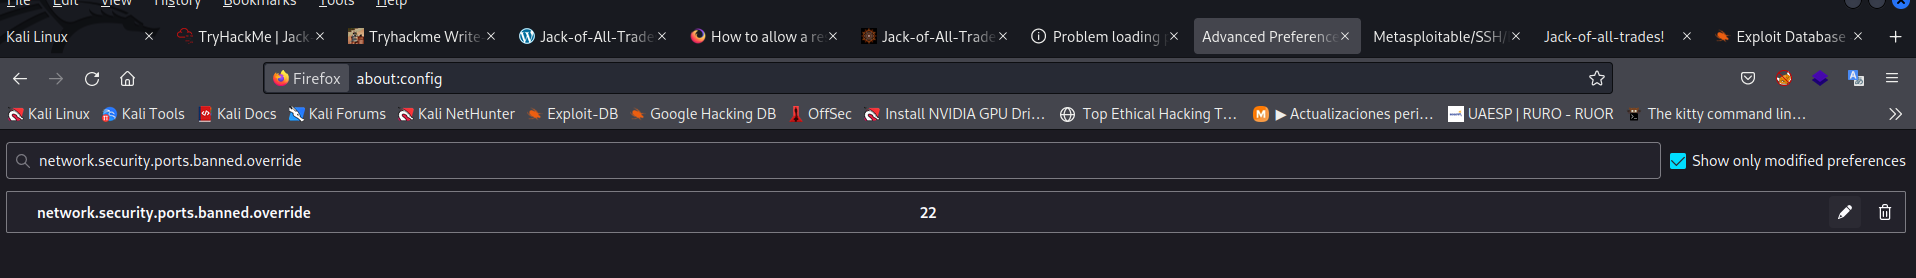 File Edit View History Bookmarks Tools Help
Kali Linux TryHackMe | Jack- Tryhackme Write- Jack-of-All-Trade How to allow a re Jack-of-All-Trade Problem loading Advanced Preference Metasploitable/SSH/ Jack-of-all-trades! Exploit Database
Firefox about:config
Kali Linux Kali Tools Kali Docs Kali Forums Kali NetHunter Exploit-DB Google Hacking DB OffSec Install NVIDIA GPU Dri... Top Ethical Hacking T... ▶ Actualizaciones peri... UAESP | RURO - RUOR The kitty command lin...
network.security.ports.banned.override Show only modified preferences
network.security.ports.banned.override 22